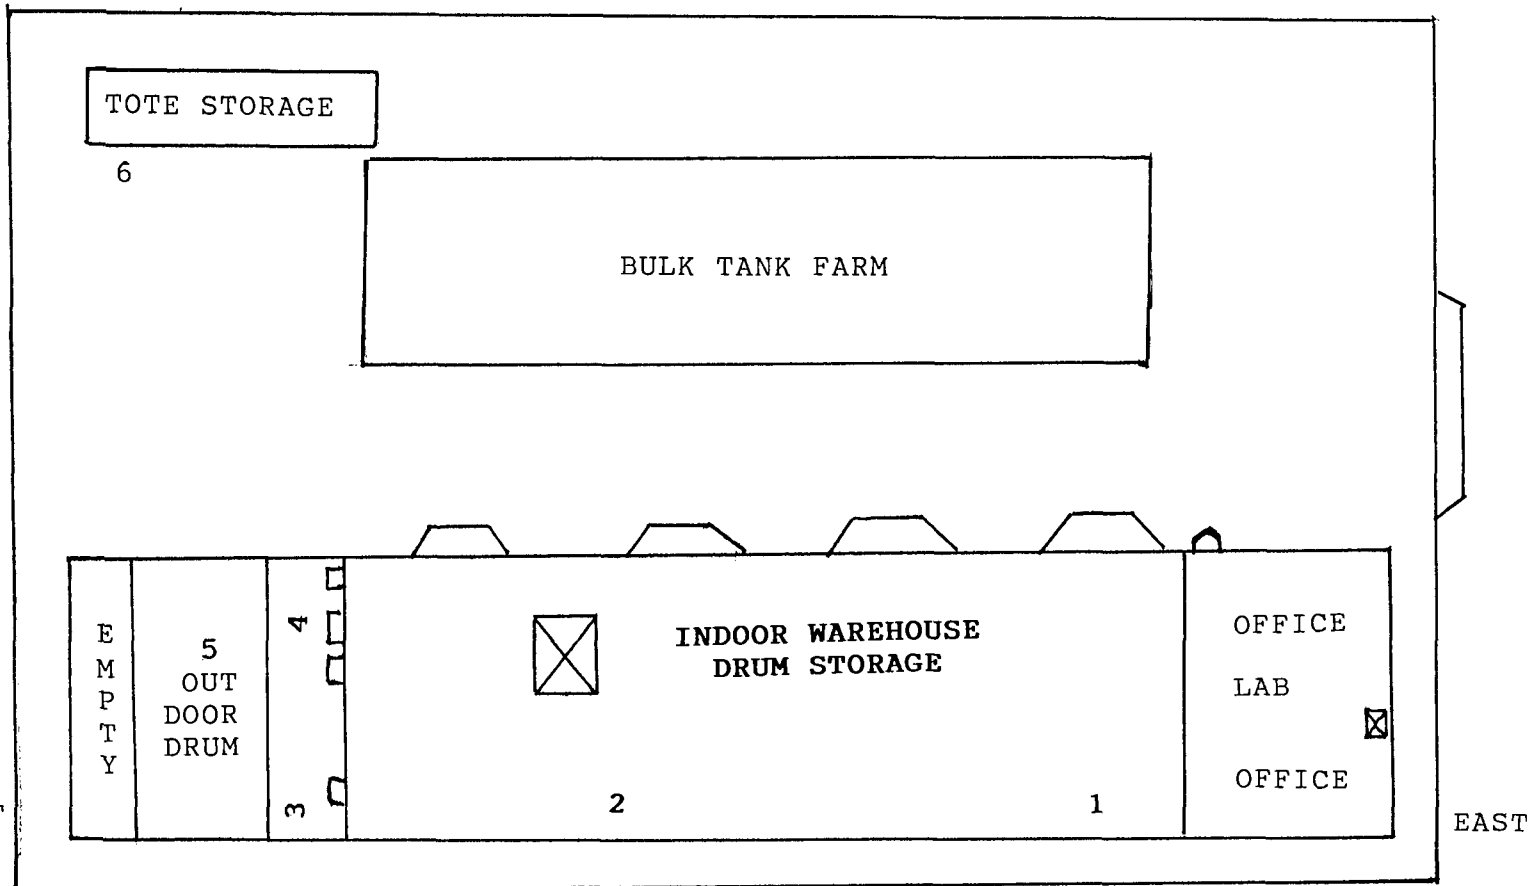 TOTE STORAGE
6
BULK TANK FARM
E
M
P
T
Y
5
OUT
DOOR
DRUM
4
3
INDOOR WAREHOUSE
DRUM STORAGE
2
1
OFFICE
LAB
OFFICE
EAST